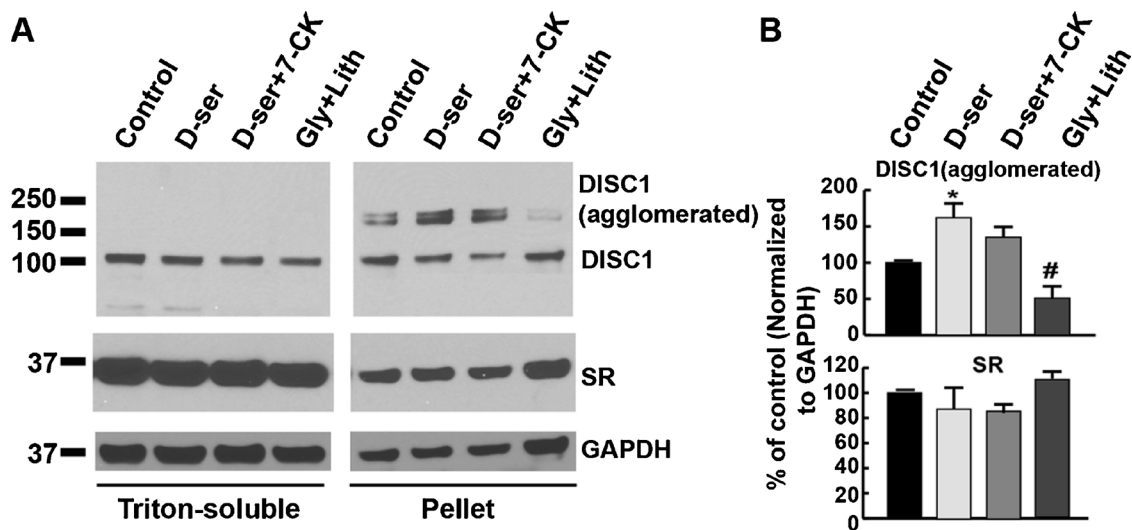 A
Control
D-ser
D-ser+7-CK
Gly+Lith
Control
D-ser
D-ser+7-CK
Gly+Lith
250
150
100
DISC1
(agglomerated)
DISC1
37
SR
37
GAPDH
Triton-soluble
Pellet
B
Control
D-ser
D-ser+7-CK
Gly+Lith
DISC1(agglomerated)
% of control (Normalized
to GAPDH)
200
150
100
50
0
*
#
SR
120
100
80
60
40
20
0